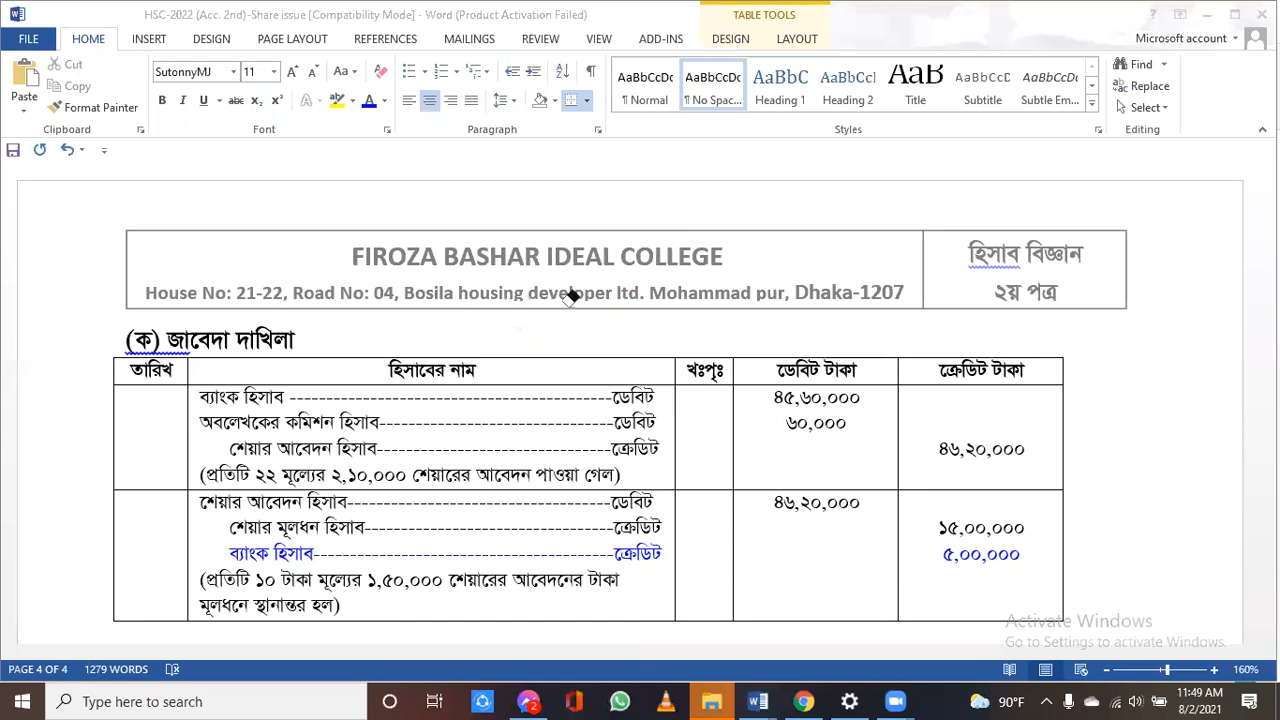 HSC-2022 (Acc. 2nd)-Share issue [Compatibility Mode] - Word (Product Activation Failed)
TABLE TOOLS
FILE HOME INSERT DESIGN PAGE LAYOUT REFERENCES MAILINGS REVIEW VIEW ADD-INS DESIGN LAYOUT Microsoft account
Cut
Copy
Paste
Format Painter
SutonnyMJ 11
AaBbCcDc AaBbCcDc AaBbC AaBbCc AaB AaBbCcD AaBbCcDc
¶ Normal ¶ No Spac... Heading 1 Heading 2 Title Subtitle Subtle Em...
Find
Replace
Select
Clipboard Font Paragraph Styles Editing
FIROZA BASHAR IDEAL COLLEGE
House No: 21-22, Road No: 04, Bosila housing developer ltd. Mohammad pur, Dhaka-1207
হিসাব বিজ্ঞান
২য় পত্র
(ক) জাবেদা দাখিলা
তারিখ হিসাবের নাম খঃপৃঃ ডেবিট টাকা ক্রেডিট টাকা
ব্যাংক হিসাব --------------------------------------------ডেবিট ৪৫,৬০,০০০
অবলেখকের কমিশন হিসাব--------------------------------ডেবিট ৬০,০০০
শেয়ার আবেদন হিসাব--------------------------------ক্রেডিট ৪৬,২০,০০০
(প্রতিটি ২২ মূল্যের ২,১০,০০০ শেয়ারের আবেদন পাওয়া গেল)
শেয়ার আবেদন হিসাব------------------------------------ডেবিট ৪৬,২০,০০০
শেয়ার মূলধন হিসাব----------------------------------ক্রেডিট ১৫,০০,০০০
ব্যাংক হিসাব-----------------------------------------ক্রেডিট ৫,০০,০০০
(প্রতিটি ১০ টাকা মূল্যের ১,৫০,০০০ শেয়ারের আবেদনের টাকা
মূলধনে স্থানান্তর হল)
Activate Windows
Go to Settings to activate Windows.
PAGE 4 OF 4 1279 WORDS 160%
Type here to search
2
90°F
11:49 AM
8/2/2021